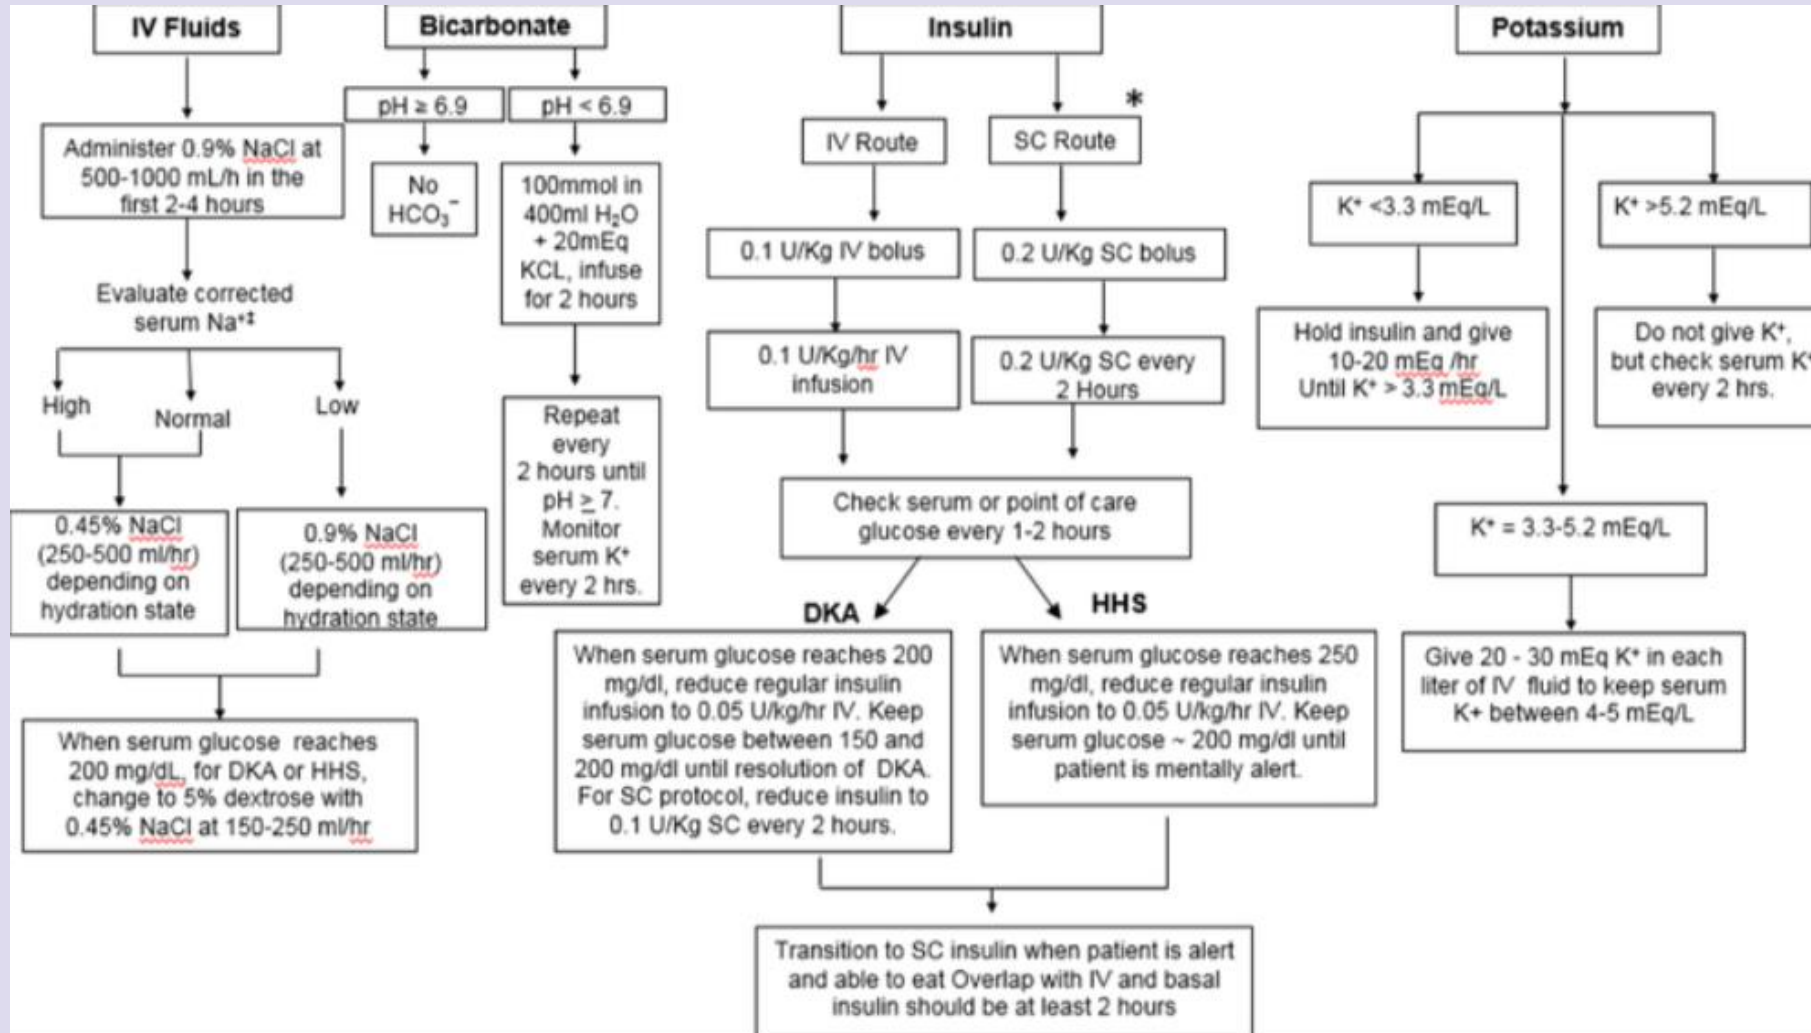 IV Fluids
Administer 0.9% NaCl at
500-1000 mL/h in the
first 2-4 hours
Evaluate corrected
serum Na⁺‡
High
Normal
Low
0.45% NaCl
(250-500 ml/hr)
depending on
hydration state
0.9% NaCl
(250-500 ml/hr)
depending on
hydration state
When serum glucose reaches
200 mg/dL, for DKA or HHS,
change to 5% dextrose with
0.45% NaCl at 150-250 ml/hr
Bicarbonate
pH ≥ 6.9
No
HCO₃⁻
pH < 6.9
100mmol in
400ml H₂O
+ 20mEq
KCL, infuse
for 2 hours
Repeat
every
2 hours until
pH ≥ 7.
Monitor
serum K⁺
every 2 hrs.
Insulin
IV Route
0.1 U/Kg IV bolus
0.1 U/Kg/hr IV
infusion
*
SC Route
0.2 U/Kg SC bolus
0.2 U/Kg SC every
2 Hours
Check serum or point of care
glucose every 1-2 hours
DKA
When serum glucose reaches 200
mg/dl, reduce regular insulin
infusion to 0.05 U/kg/hr IV. Keep
serum glucose between 150 and
200 mg/dl until resolution of DKA.
For SC protocol, reduce insulin to
0.1 U/Kg SC every 2 hours.
HHS
When serum glucose reaches 250
mg/dl, reduce regular insulin
infusion to 0.05 U/kg/hr IV. Keep
serum glucose ~ 200 mg/dl until
patient is mentally alert.
Transition to SC insulin when patient is alert
and able to eat Overlap with IV and basal
insulin should be at least 2 hours
Potassium
K⁺ <3.3 mEq/L
Hold insulin and give
10-20 mEq /hr
Until K⁺ > 3.3 mEq/L
K⁺ >5.2 mEq/L
Do not give K⁺,
but check serum K⁺
every 2 hrs.
K⁺ = 3.3-5.2 mEq/L
Give 20 - 30 mEq K⁺ in each
liter of IV fluid to keep serum
K+ between 4-5 mEq/L